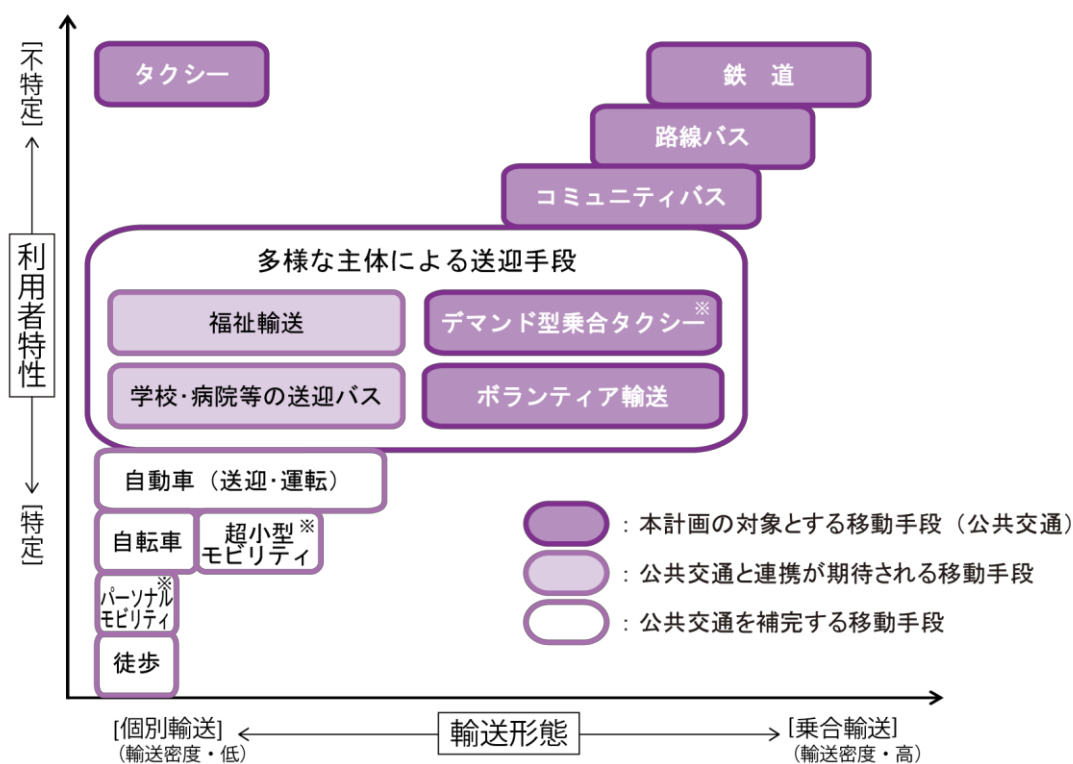 [不特定]
利用者特性
[特定]
タクシー
鉄 道
路線バス
コミュニティバス
多様な主体による送迎手段
福祉輸送
デマンド型乗合タクシー※
学校・病院等の送迎バス
ボランティア輸送
自動車(送迎・運転)
自転車
超小型※
モビリティ
※
パーソナル
モビリティ
徒歩
:本計画の対象とする移動手段(公共交通)
:公共交通と連携が期待される移動手段
:公共交通を補完する移動手段
[個別輸送]
(輸送密度・低)
輸送形態
[乗合輸送]
(輸送密度・高)